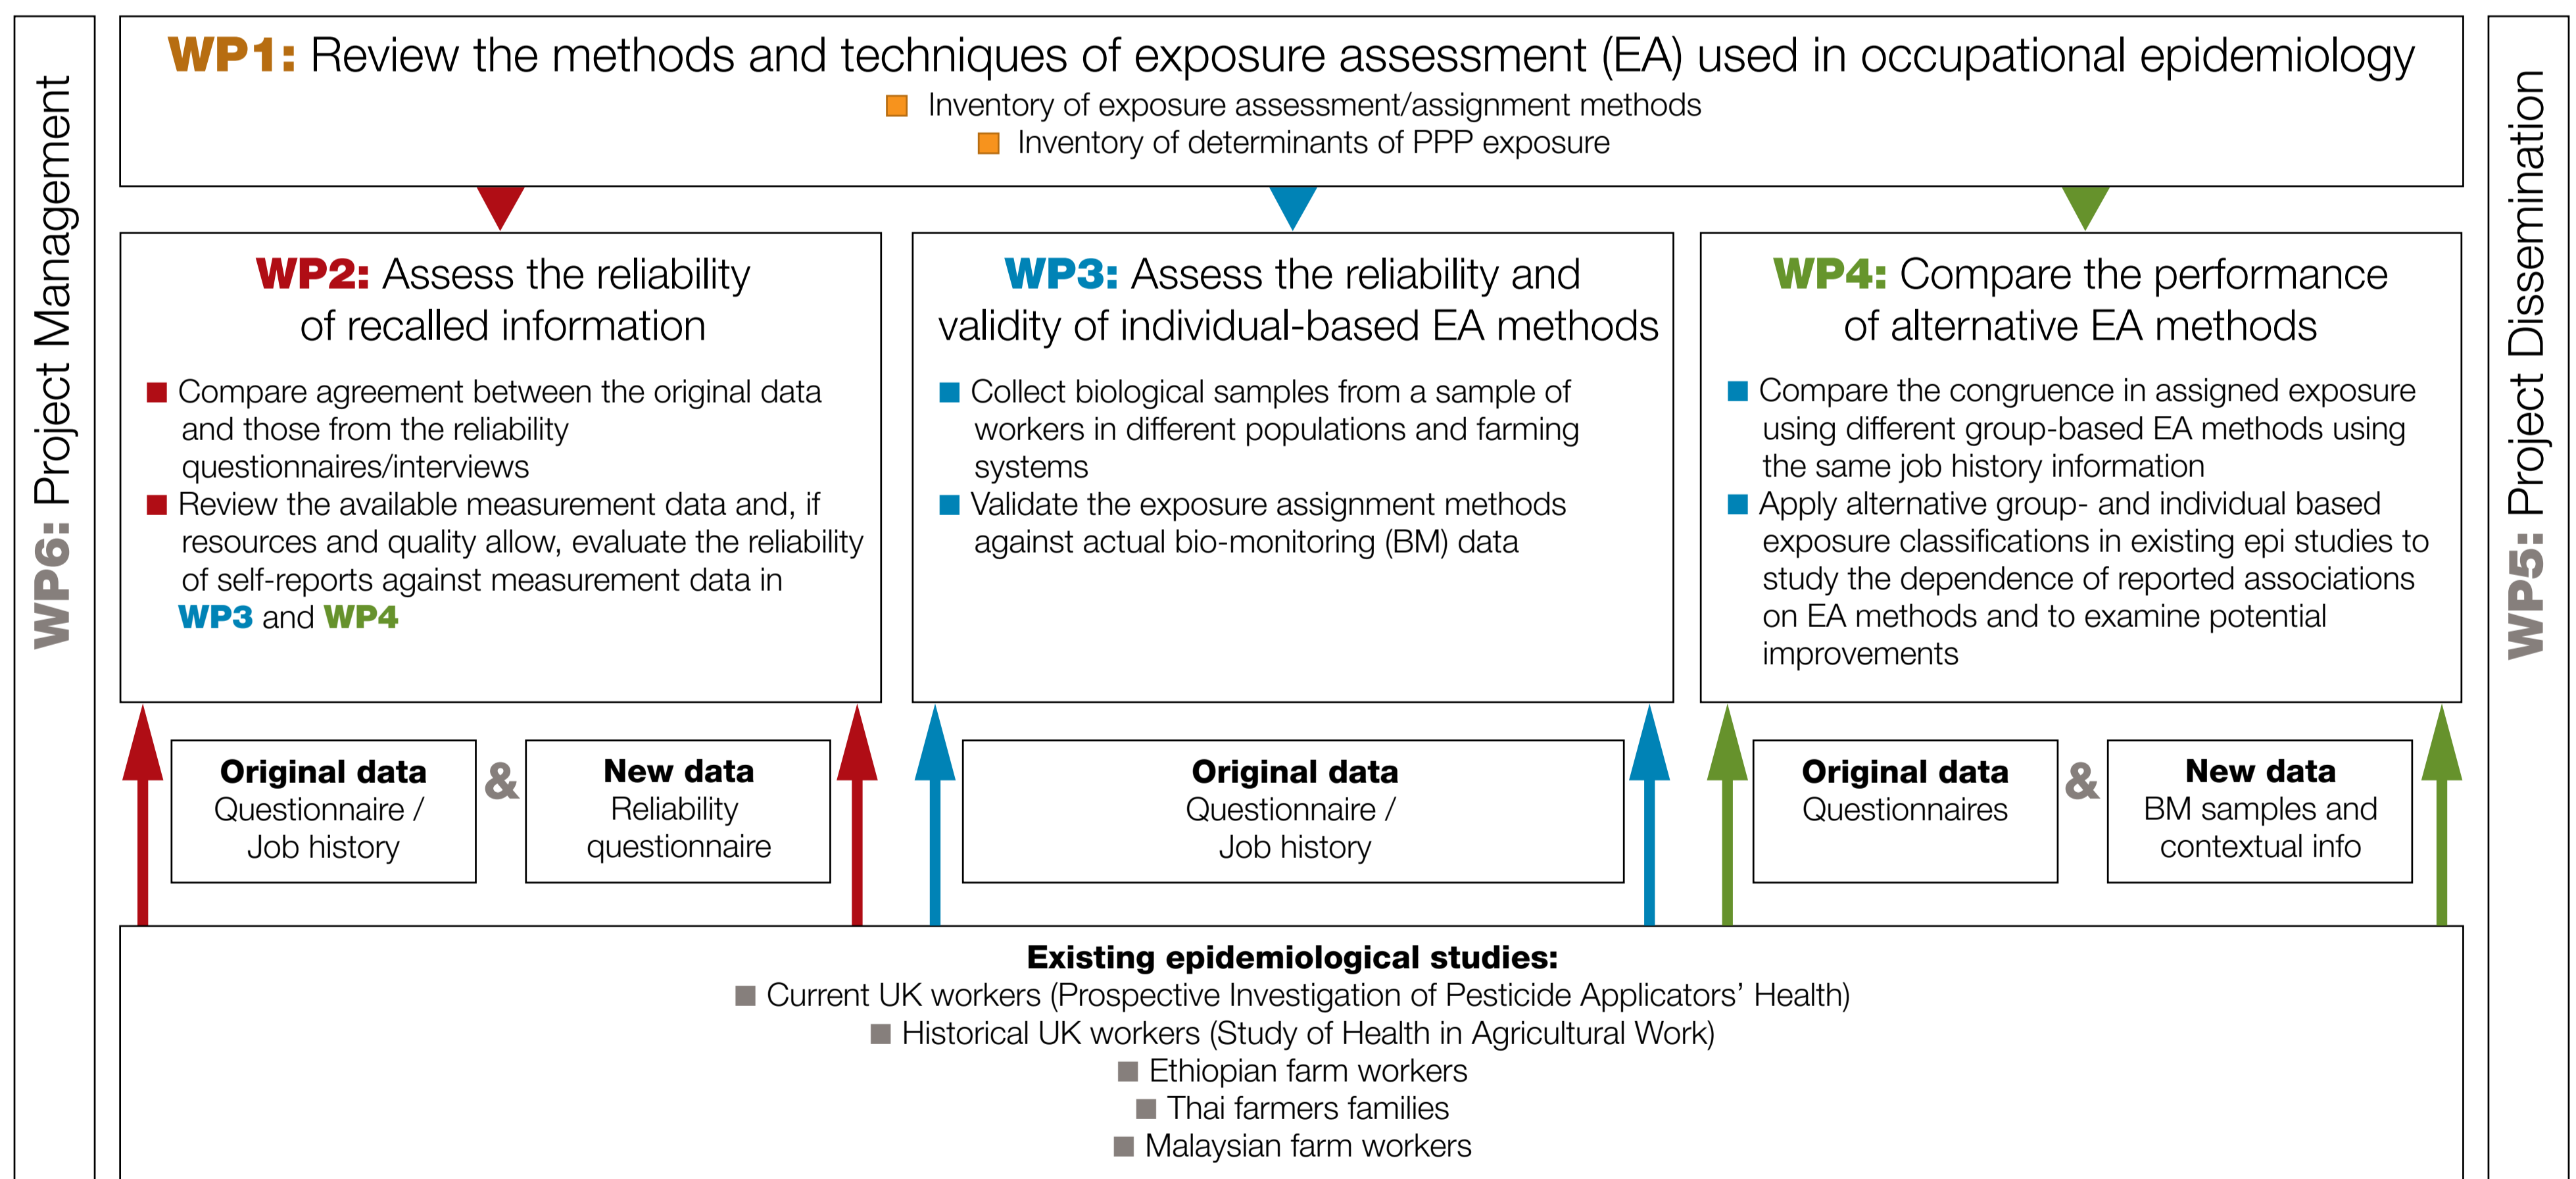 WP6: Project Management
WP1: Review the methods and techniques of exposure assessment (EA) used in occupational epidemiology
Inventory of exposure assessment/assignment methods
Inventory of determinants of PPP exposure
WP2: Assess the reliability
of recalled information
Compare agreement between the original data
and those from the reliability
questionnaires/interviews
Review the available measurement data and, if
resources and quality allow, evaluate the reliability
of self-reports against measurement data in
WP3 and WP4
WP3: Assess the reliability and
validity of individual-based EA methods
Collect biological samples from a sample of
workers in different populations and farming
systems
Validate the exposure assignment methods
against actual bio-monitoring (BM) data
WP4: Compare the performance
of alternative EA methods
Compare the congruence in assigned exposure
using different group-based EA methods using
the same job history information
Apply alternative group- and individual based
exposure classifications in existing epi studies to
study the dependence of reported associations
on EA methods and to examine potential
improvements
Original data
Questionnaire /
Job history
&
New data
Reliability
questionnaire
Original data
Questionnaire /
Job history
Original data
Questionnaires
&
New data
BM samples and
contextual info
Existing epidemiological studies:
Current UK workers (Prospective Investigation of Pesticide Applicators’ Health)
Historical UK workers (Study of Health in Agricultural Work)
Ethiopian farm workers
Thai farmers families
Malaysian farm workers
WP5: Project Dissemination